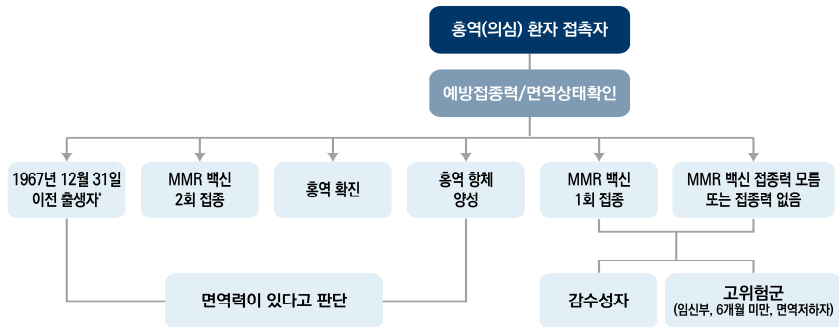 홍역(의심) 환자 접촉자
예방접종력/면역상태확인
1967년 12월 31일
이전 출생자*
MMR 백신
2회 접종
홍역 확진
홍역 항체
양성
MMR 백신
1회 접종
MMR 백신 접종력 모름
또는 접종력 없음
면역력이 있다고 판단
감수성자
고위험군
(임신부, 6개월 미만, 면역저하자)